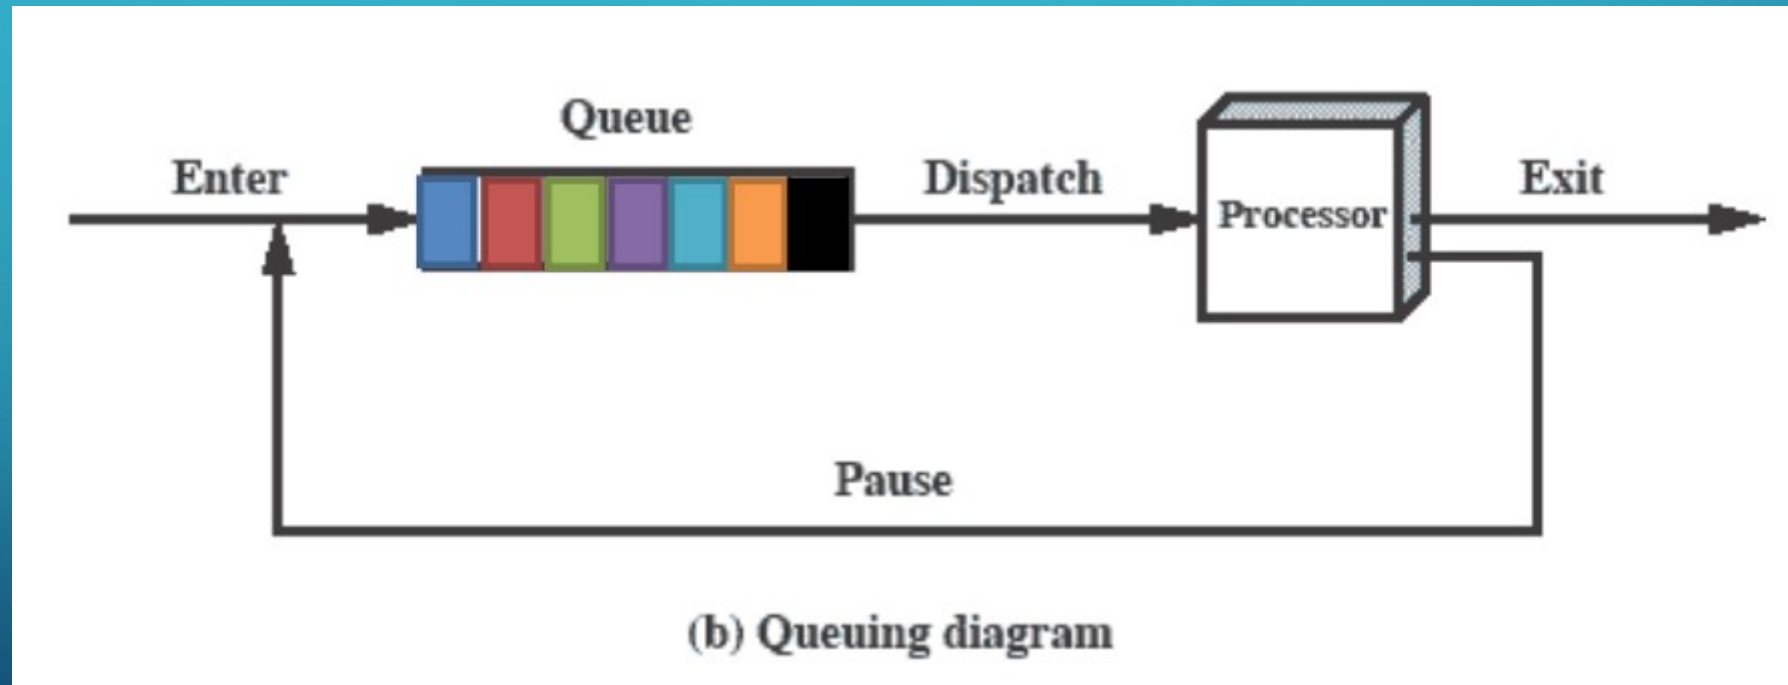 Queue
Enter
Dispatch
Processor
Exit
Pause
(b) Queuing diagram